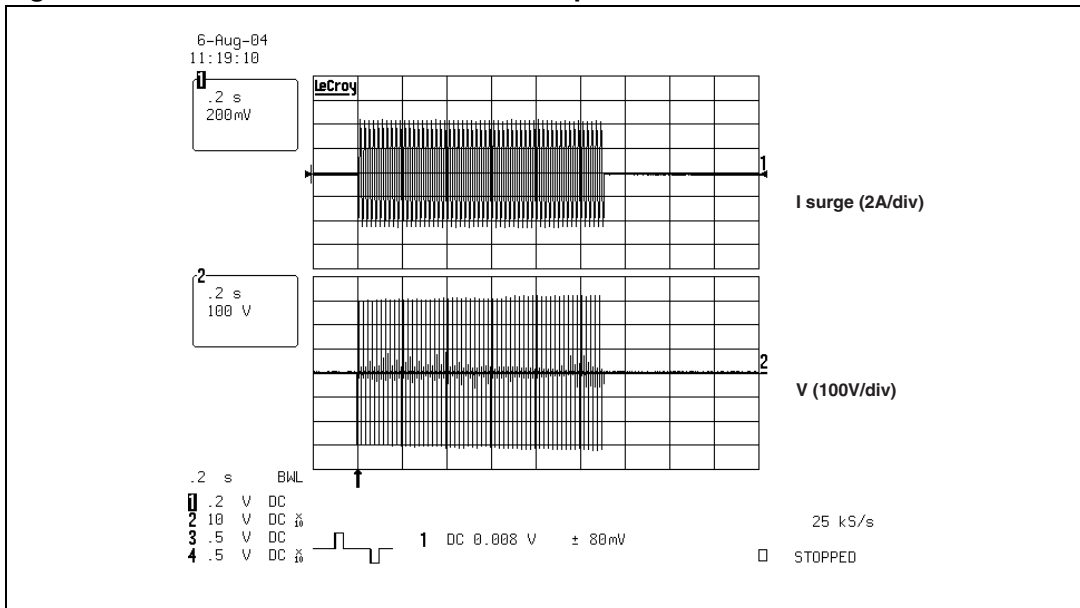 6-Aug-04
11:19:10
1
.2 s
200mV
LeCroy
1
I surge (2A/div)
2
.2 s
100 V
2
V (100V/div)
.2 s BWL
1 .2 V DC
2 10 V DC X10
3 .5 V DC
4 .5 V DC X10
1 DC 0.008 V ± 80mV
25 kS/s
STOPPED